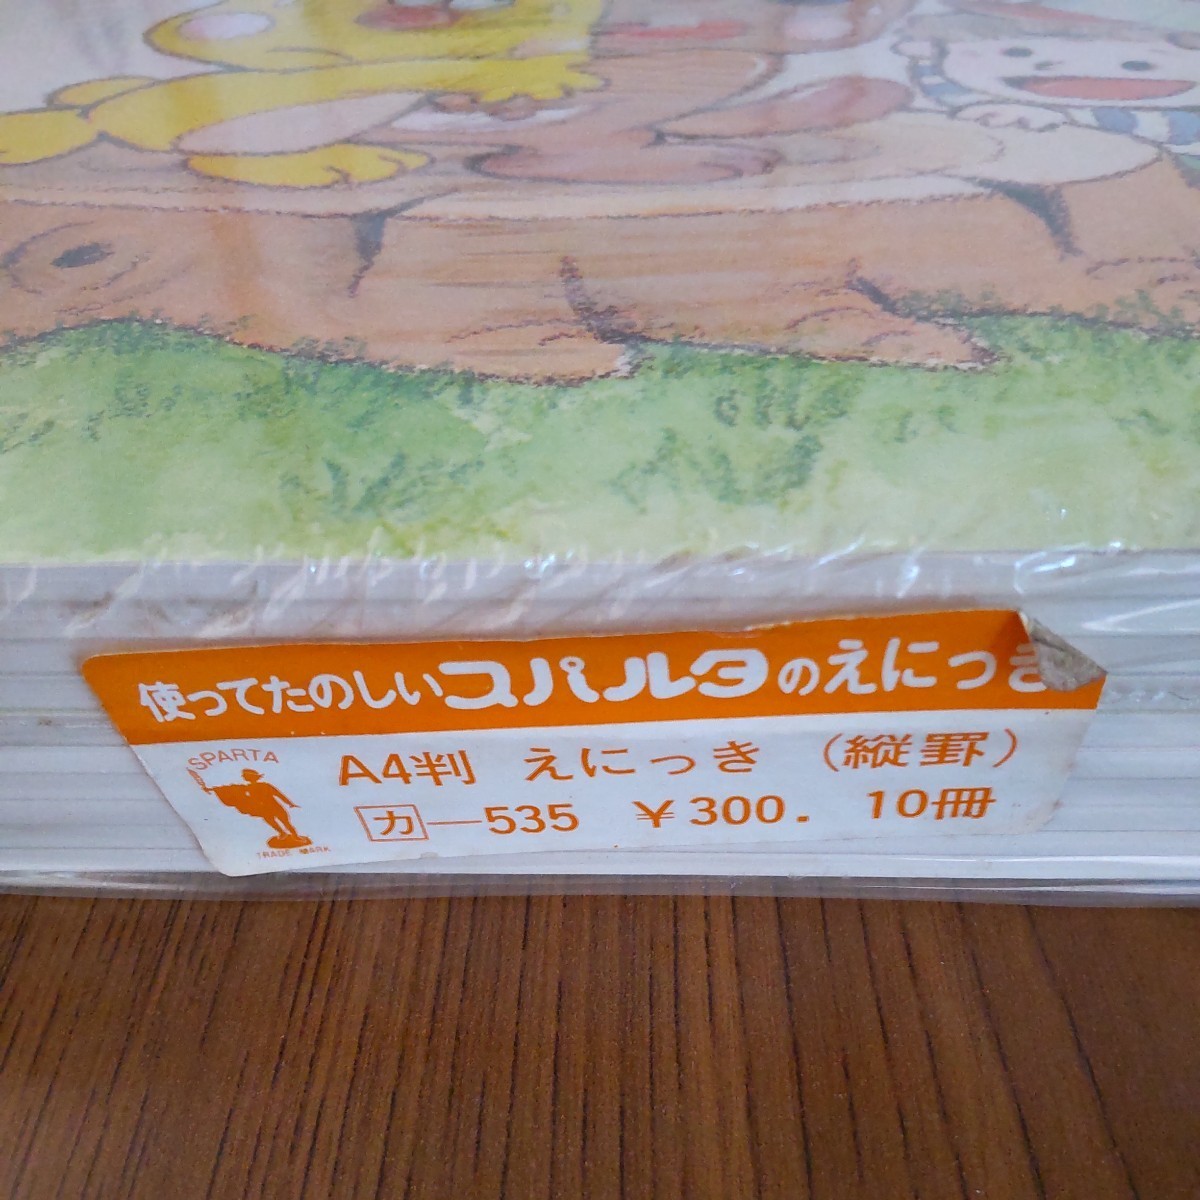 使ってたのしいスパルタのえにっき
SPARTA
TRADE MARK
A4判 えにっき (縦罫)
カ—535 ￥300. 10冊